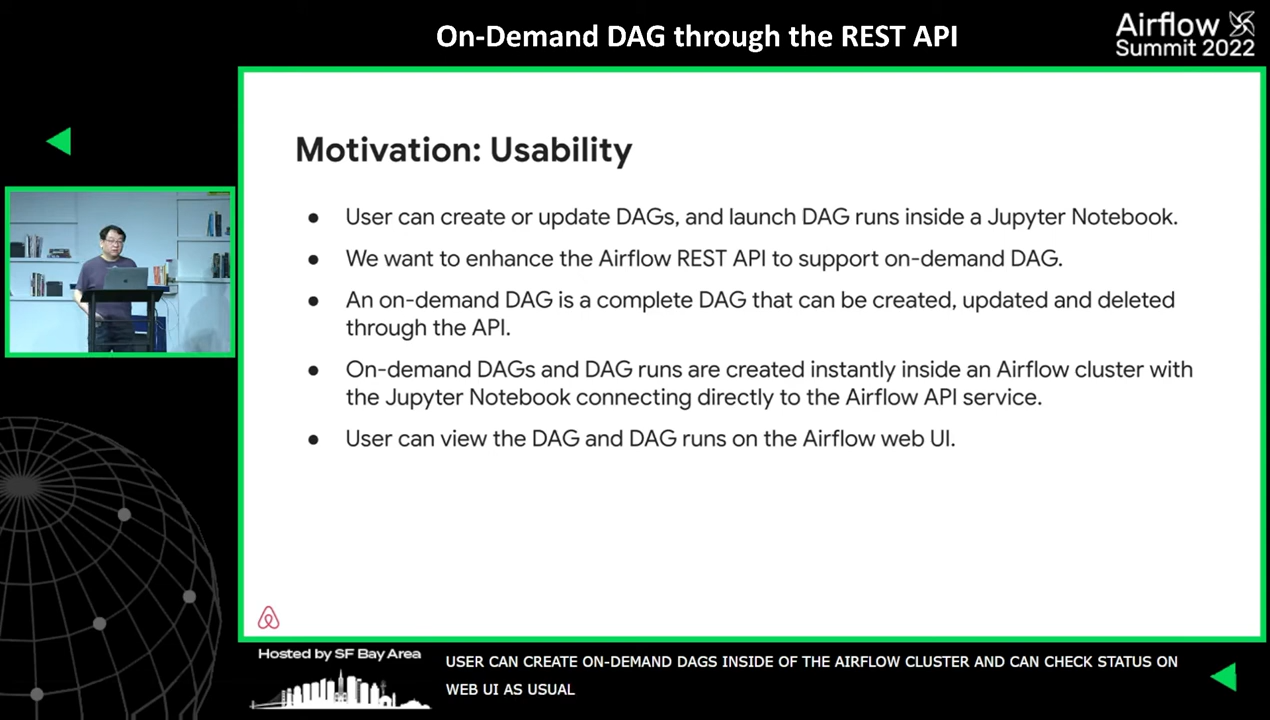 On-Demand DAG through the REST API
Airflow
Summit 2022
Motivation: Usability
● User can create or update DAGs, and launch DAG runs inside a Jupyter Notebook.
● We want to enhance the Airflow REST API to support on-demand DAG.
● An on-demand DAG is a complete DAG that can be created, updated and deleted
through the API.
● On-demand DAGs and DAG runs are created instantly inside an Airflow cluster with
the Jupyter Notebook connecting directly to the Airflow API service.
● User can view the DAG and DAG runs on the Airflow web UI.
Hosted by SF Bay Area
USER CAN CREATE ON-DEMAND DAGS INSIDE OF THE AIRFLOW CLUSTER AND CAN CHECK STATUS ON
WEB UI AS USUAL